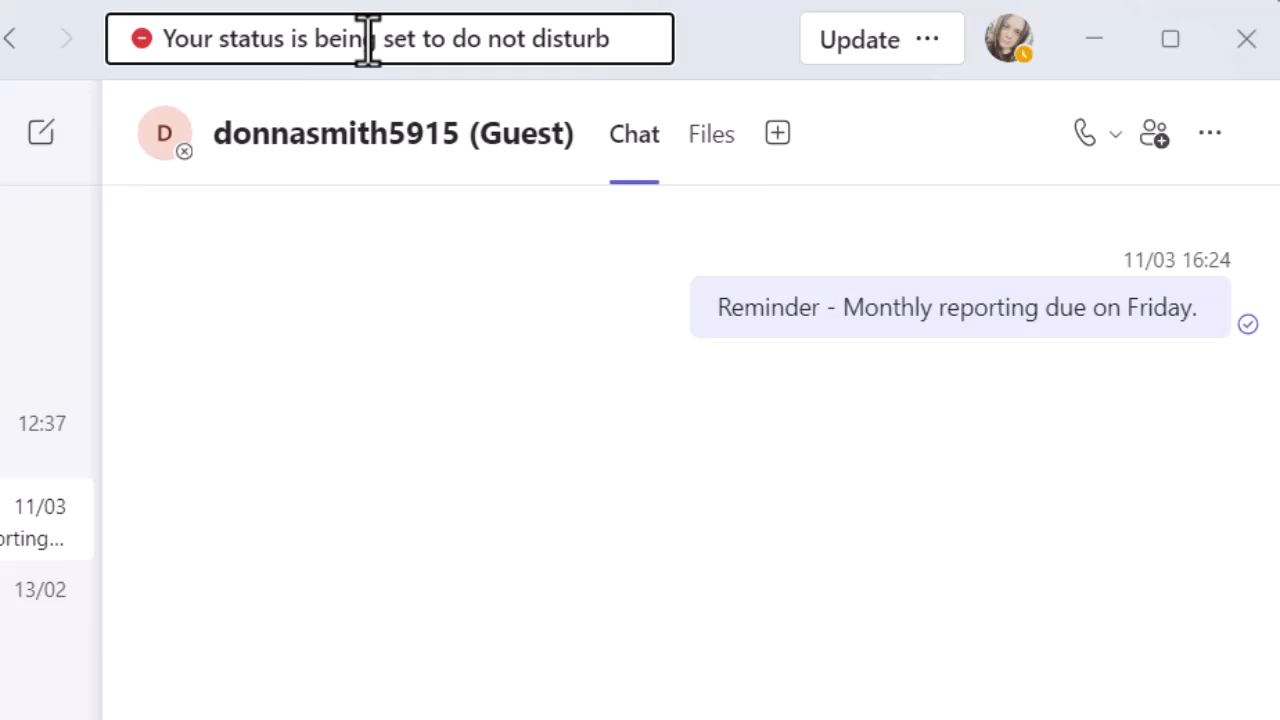 Your status is being set to do not disturb
Update ...
D
donnasmith5915 (Guest)
Chat
Files
11/03 16:24
Reminder - Monthly reporting due on Friday.
12:37
11/03
orting...
13/02